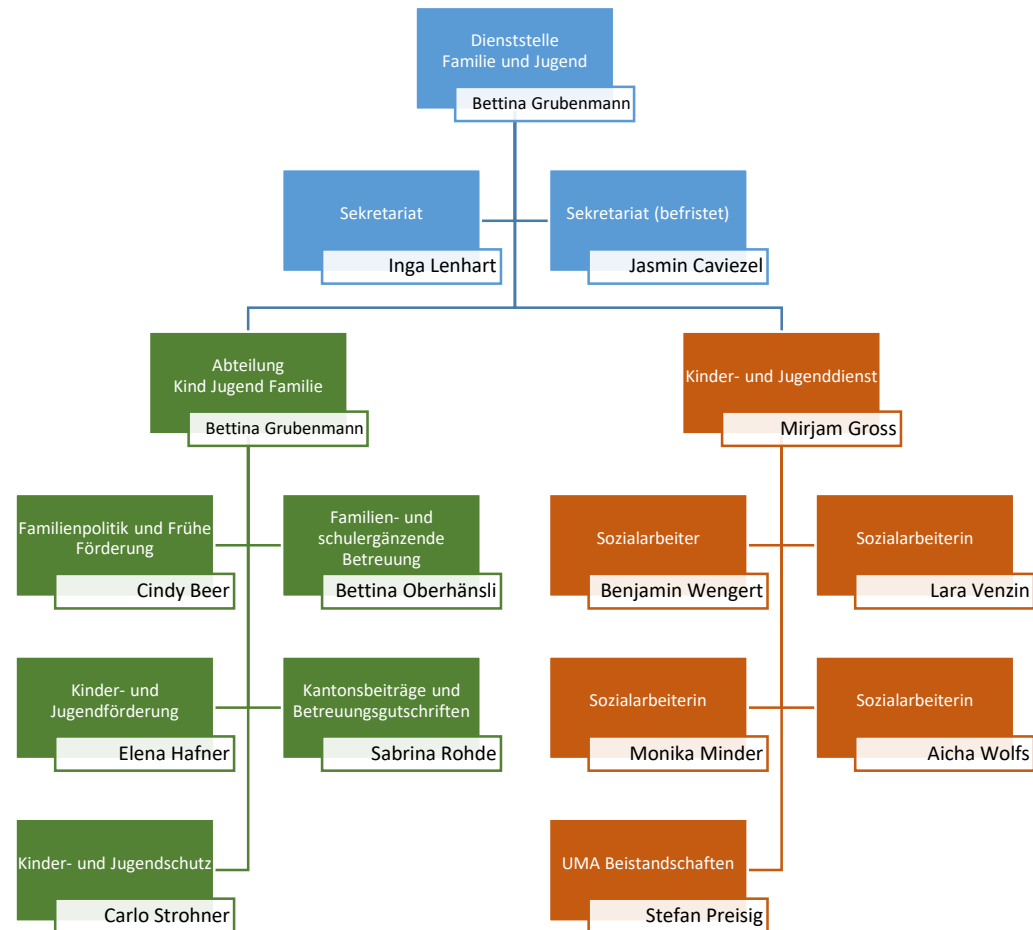 Dienststelle
Familie und Jugend
Bettina Grubenmann
Sekretariat
Inga Lenhart
Sekretariat (befristet)
Jasmin Caviezel
Abteilung
Kind Jugend Familie
Bettina Grubenmann
Kinder- und Jugenddienst
Mirjam Gross
Familienpolitik und Frühe
Förderung
Cindy Beer
Familien- und
schulergänzende
Betreuung
Bettina Oberhänsli
Sozialarbeiter
Benjamin Wengert
Sozialarbeiterin
Lara Venzin
Kinder- und
Jugendförderung
Elena Hafner
Kantonsbeiträge und
Betreuungsgutschriften
Sabrina Rohde
Sozialarbeiterin
Monika Minder
Sozialarbeiterin
Aicha Wolfs
Kinder- und Jugendschutz
Carlo Strohner
UMA Beistandschaften
Stefan Preisig